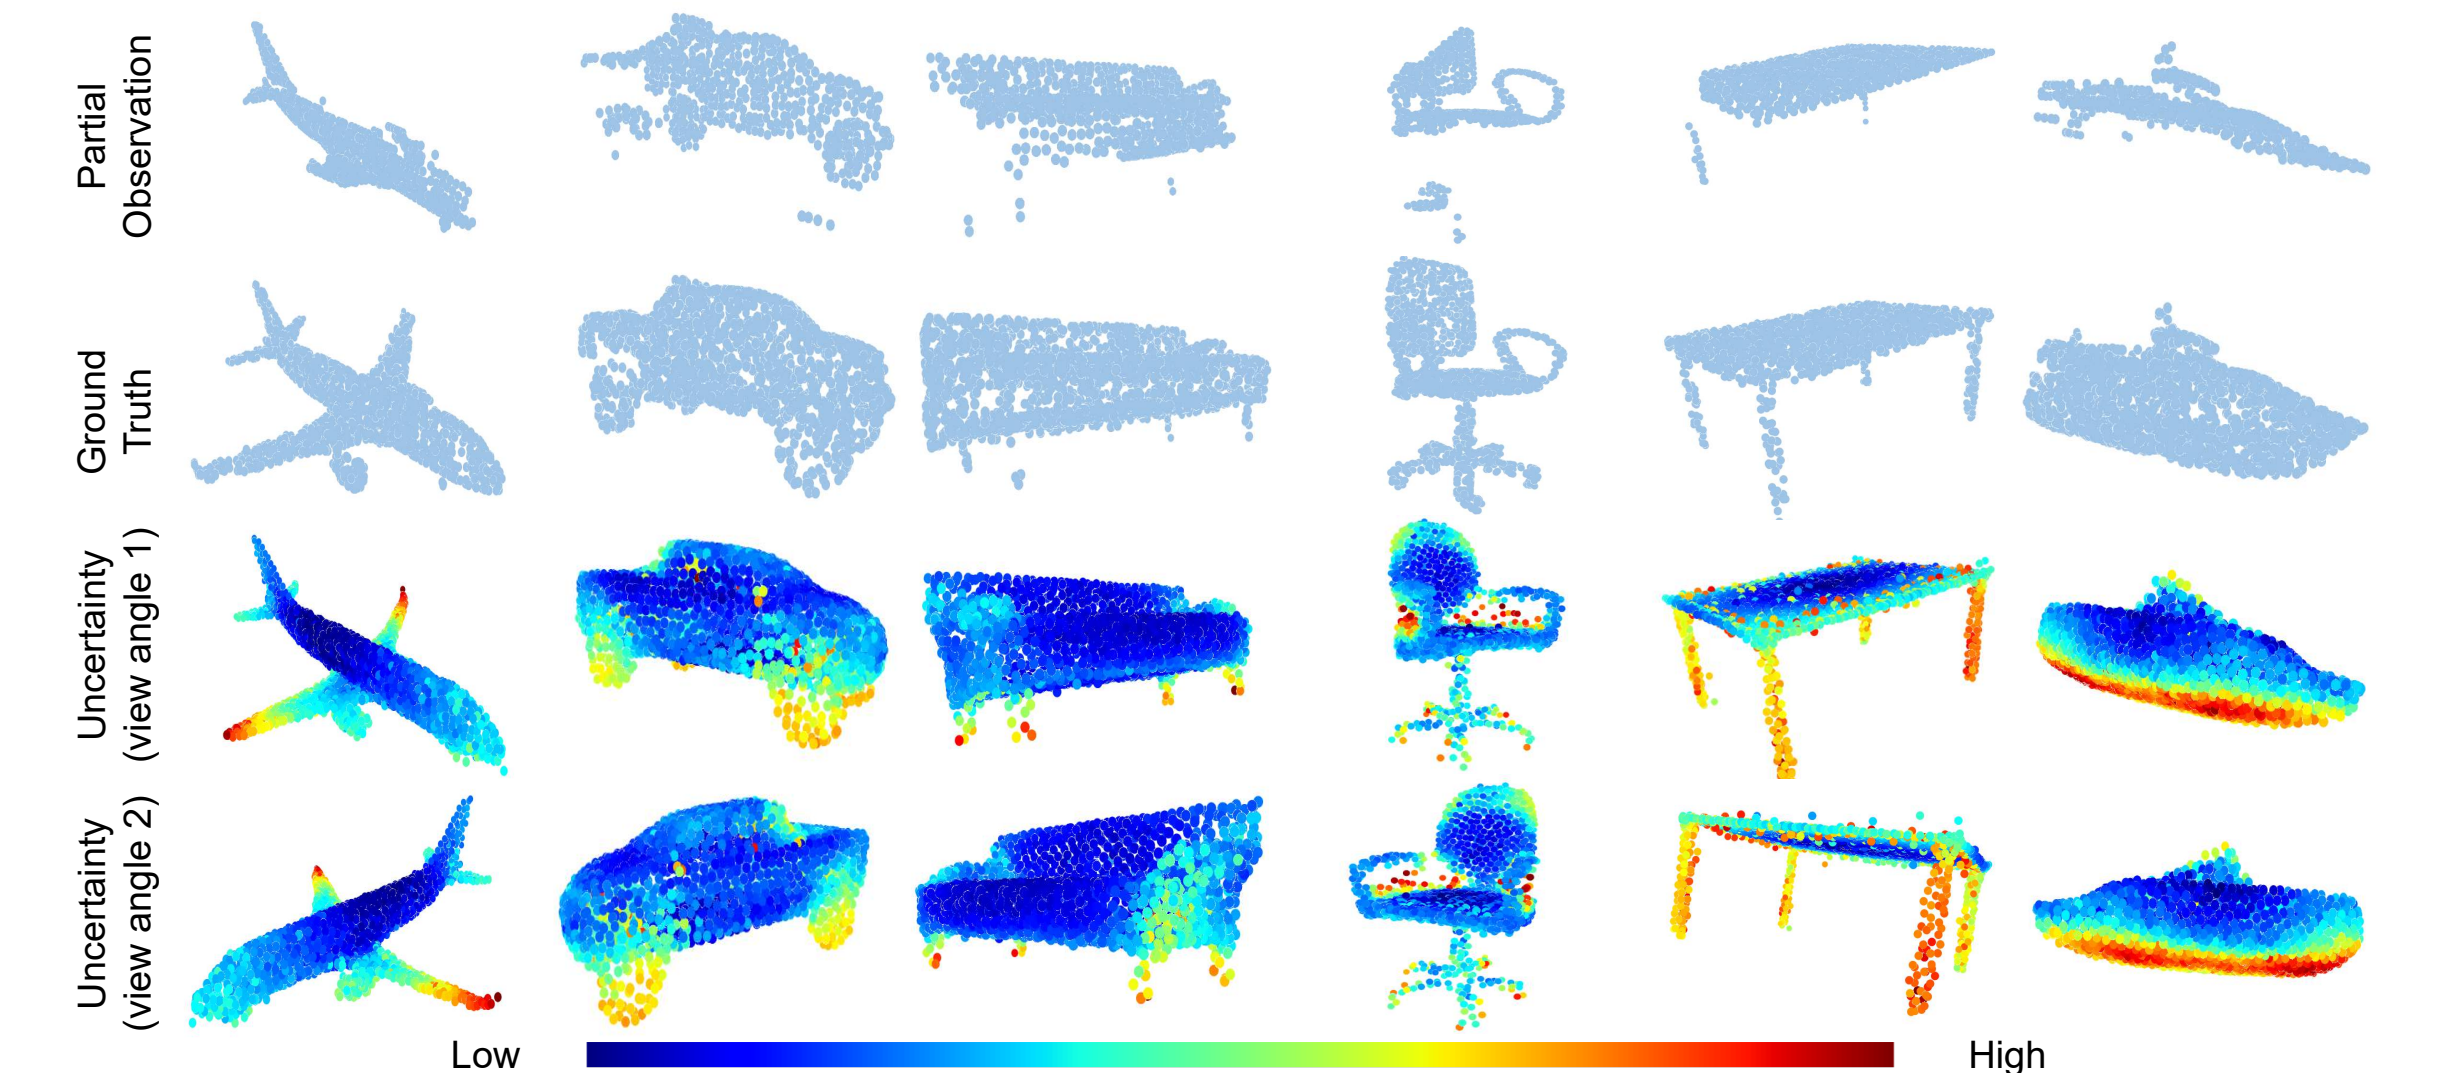 Partial
Observation
Ground
Truth
Uncertainty
(view angle 1)
Uncertainty
(view angle 2)
Low
High